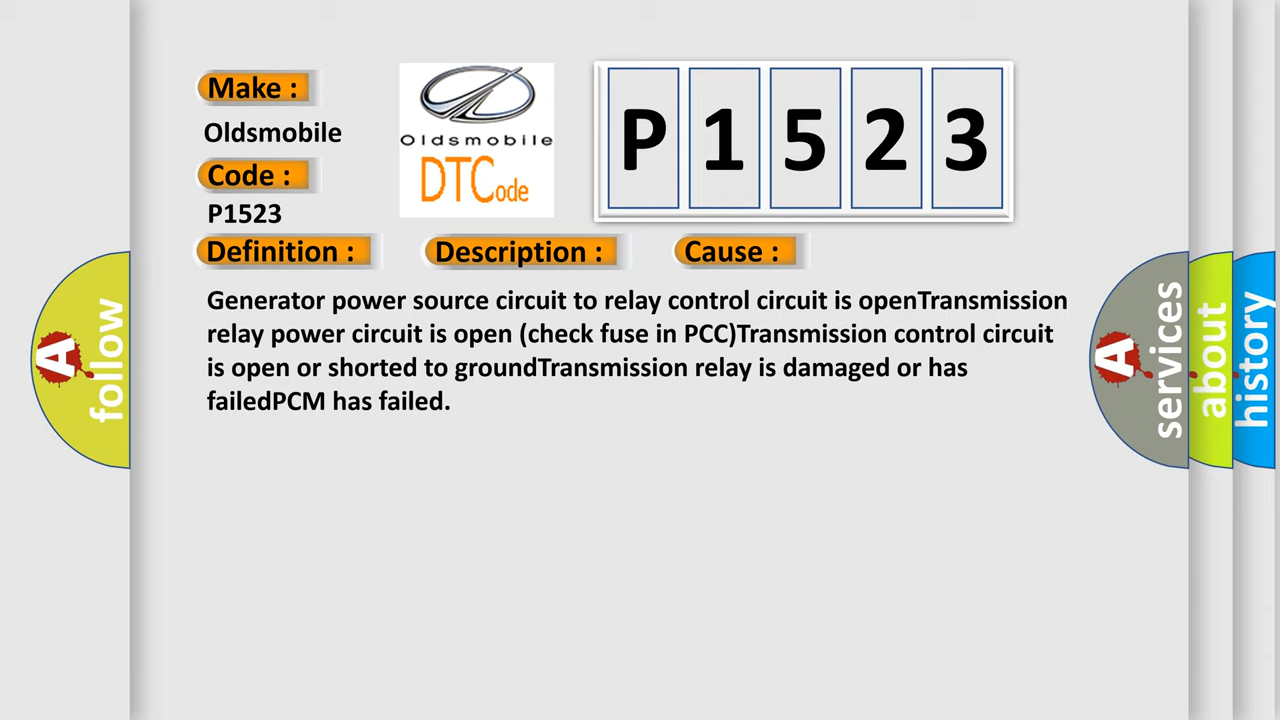 Make :
Oldsmobile
Code :
P1523
Oldsmobile
DTCode
P 1 5 2 3
Definition : Description : Cause :
Generator power source circuit to relay control circuit is openTransmission
relay power circuit is open (check fuse in PCC)Transmission control circuit
is open or shorted to groundTransmission relay is damaged or has
failedPCM has failed.
A follow
A services
about
history